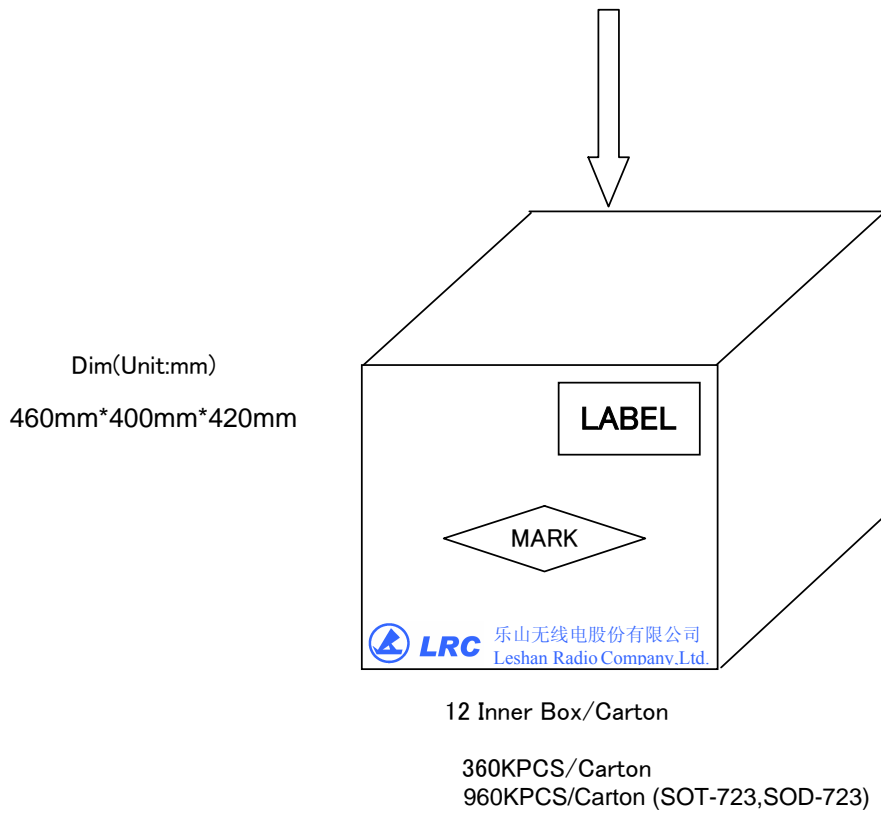 Dim(Unit:mm)
460mm*400mm*420mm
LABEL
MARK
LRC 乐山无线电股份有限公司
Leshan Radio Company,Ltd.
12 Inner Box/Carton
360KPCS/Carton
960KPCS/Carton (SOT-723,SOD-723)